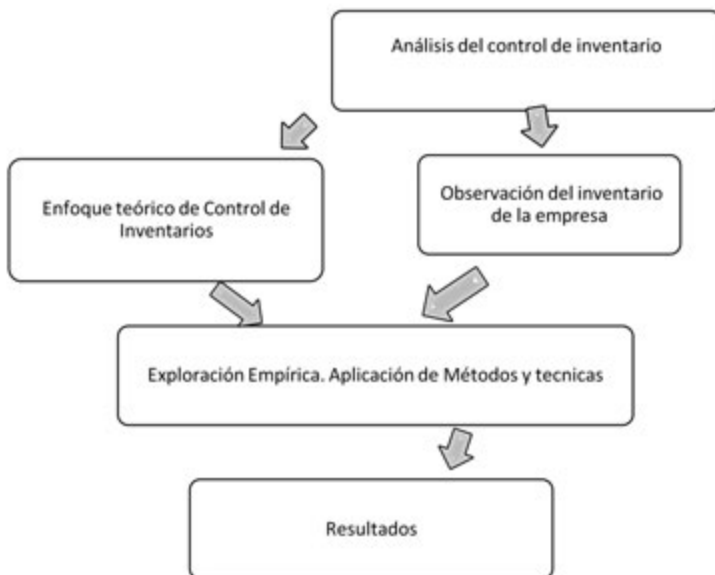 Análisis del control de inventario
Enfoque teórico de Control de
Inventarios
Observación del inventario
de la empresa
Exploración Empírica. Aplicación de Métodos y tecnicas
Resultados